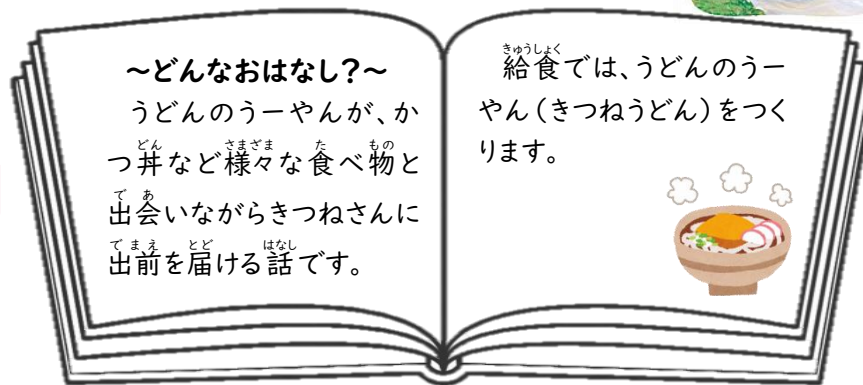 ～どんなおはなし？～
うどんのうーやんが、か
つ丼など様々な食べ物と
出会いながらきつねさんに
出前を届ける話です。
給食では、うどんのうー
やん（きつねうどん）をつく
ります。